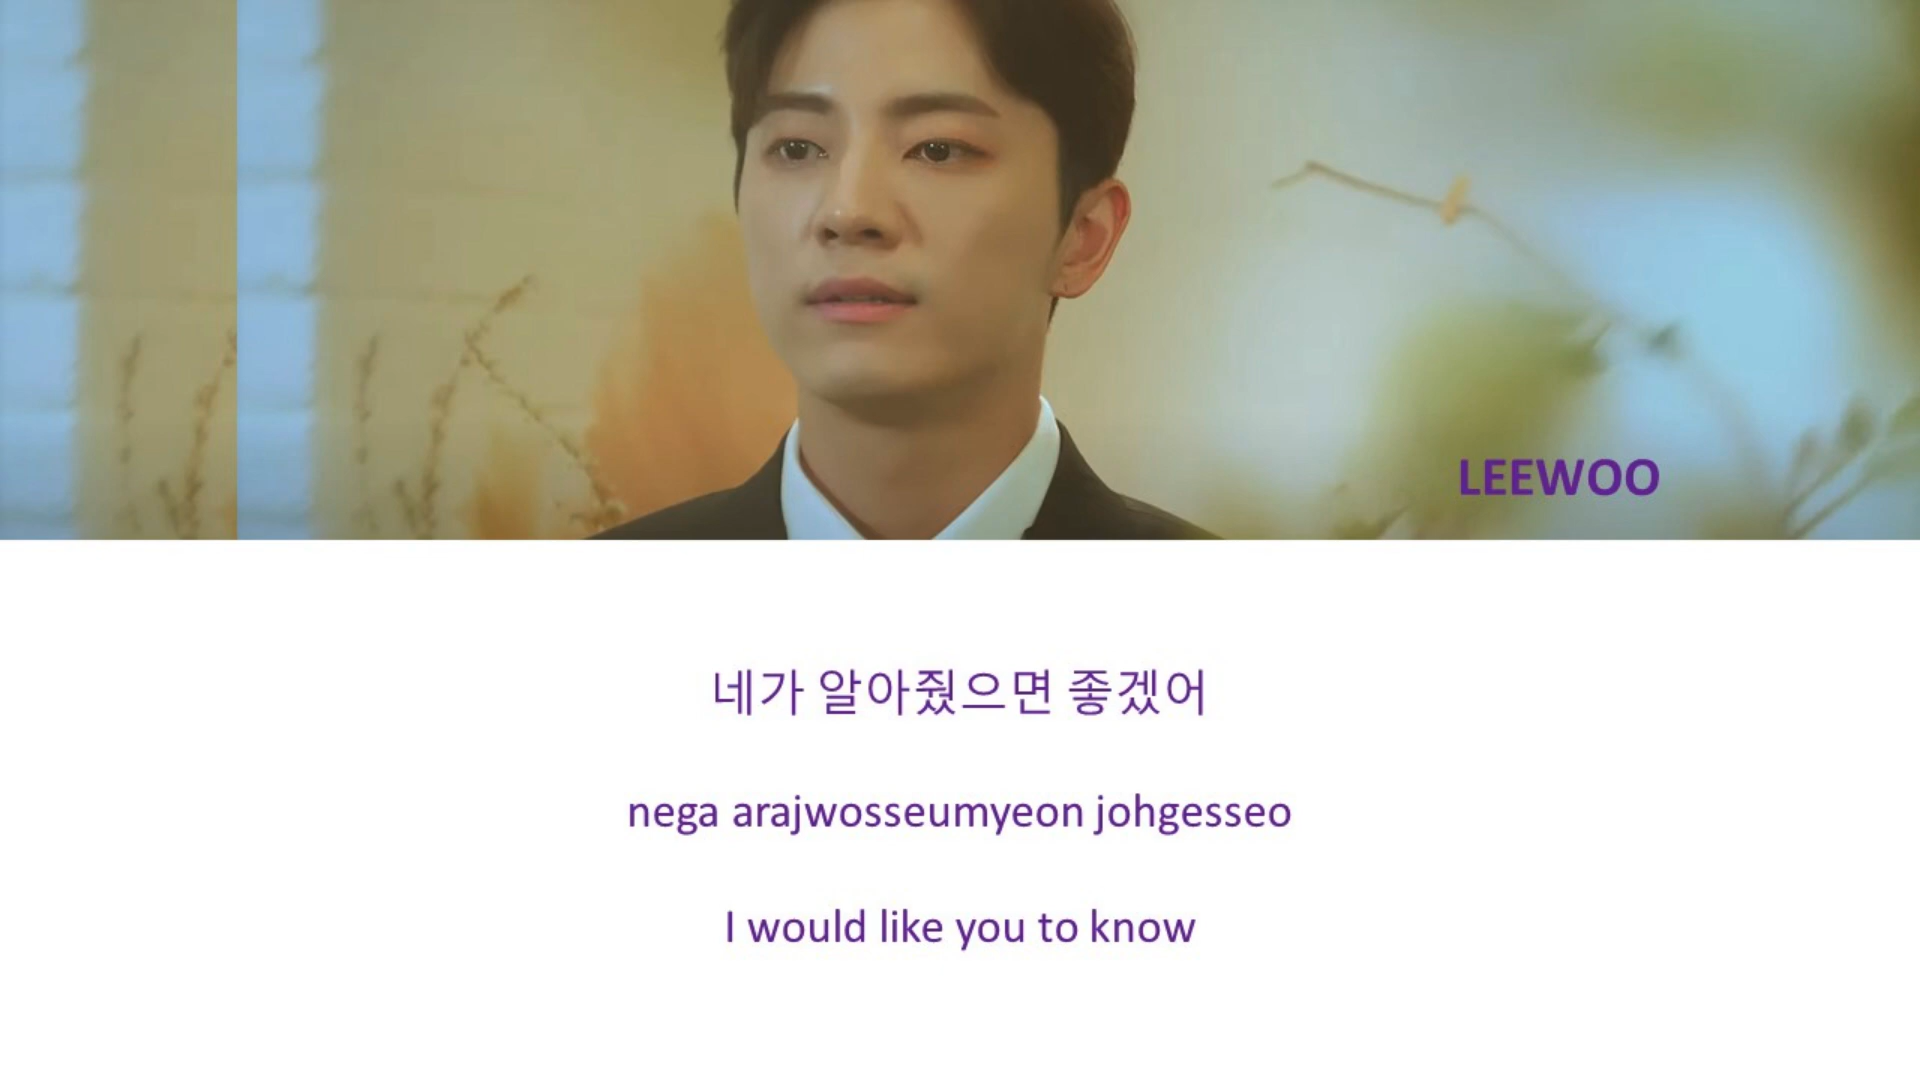 LEEWOO
네가 알아줬으면 좋겠어
nega arajwosseumyeon johgesseo
I would like you to know